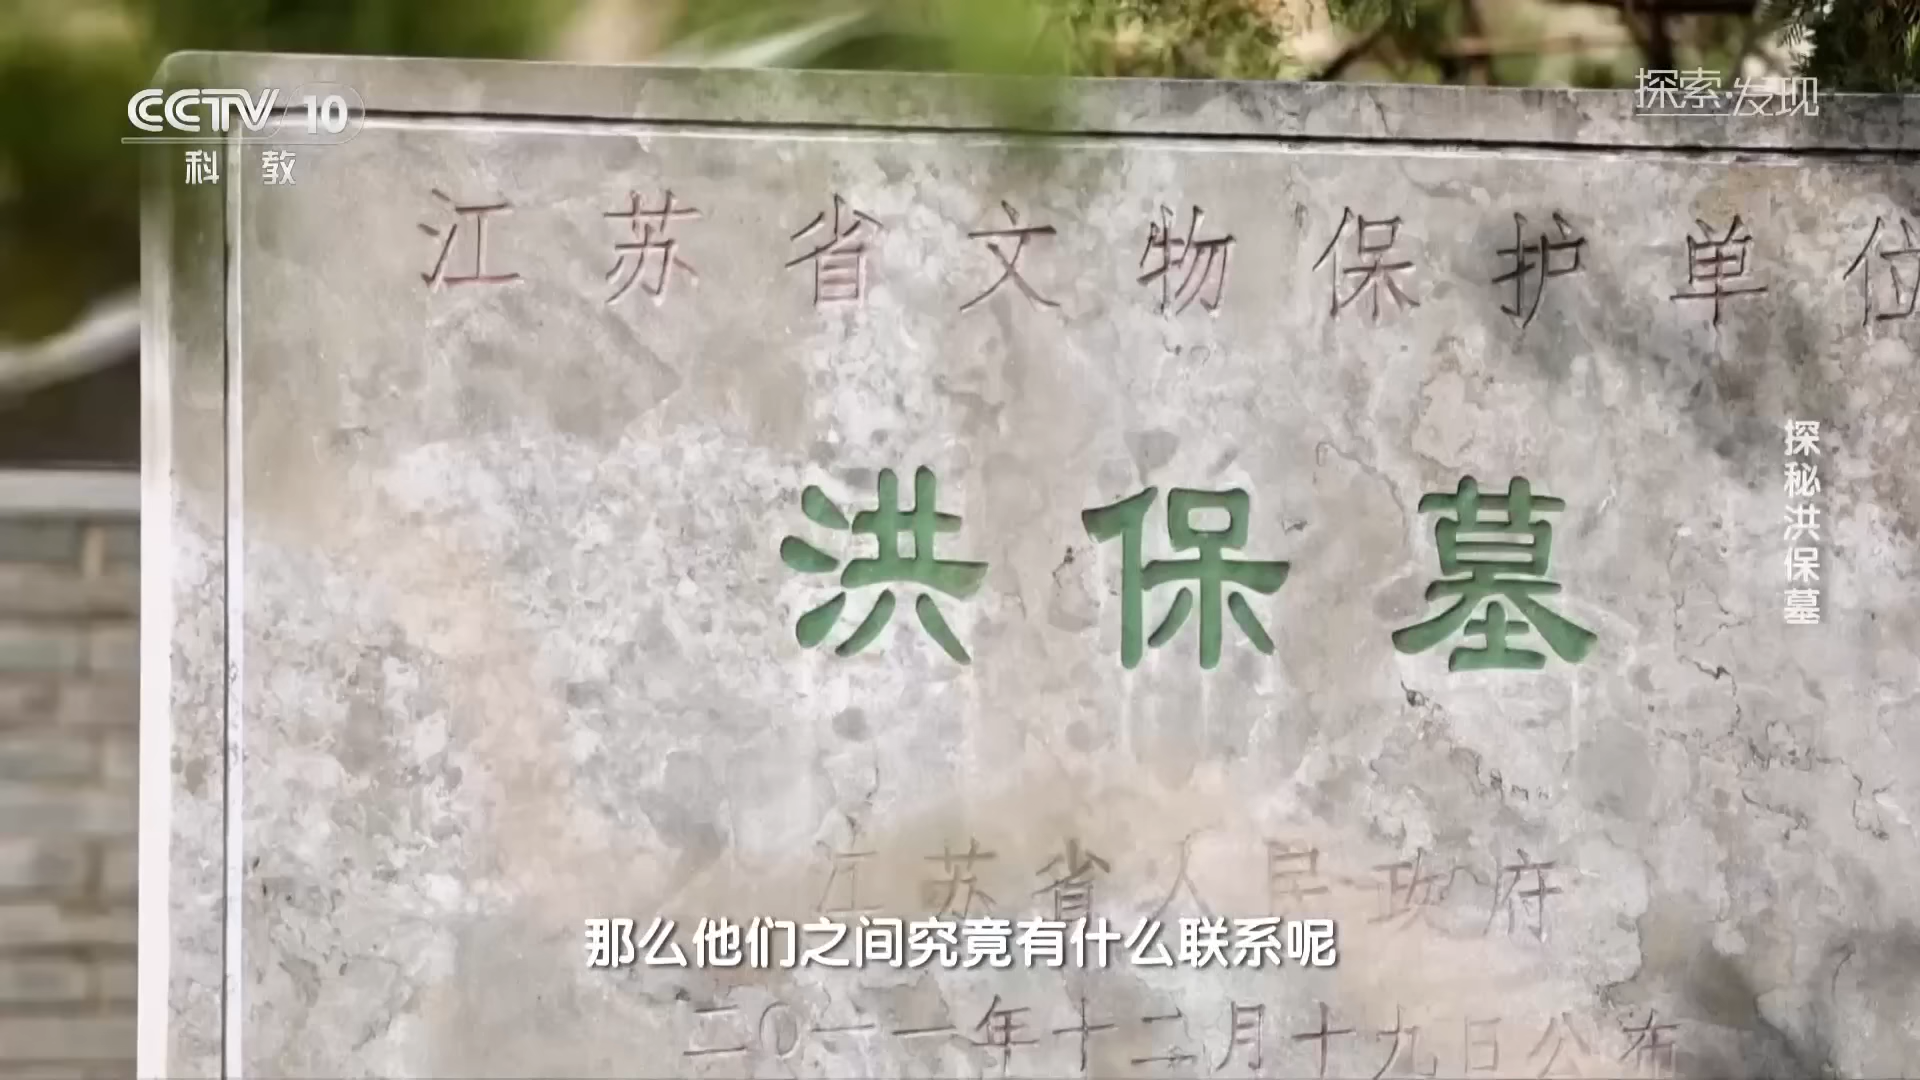 CCTV 10
科 教
探索·发现
江苏省文物保护单位
洪保墓
探秘洪保墓
江苏省人民政府
那么他们之间究竟有什么联系呢
二〇一一年十二月十九日公布